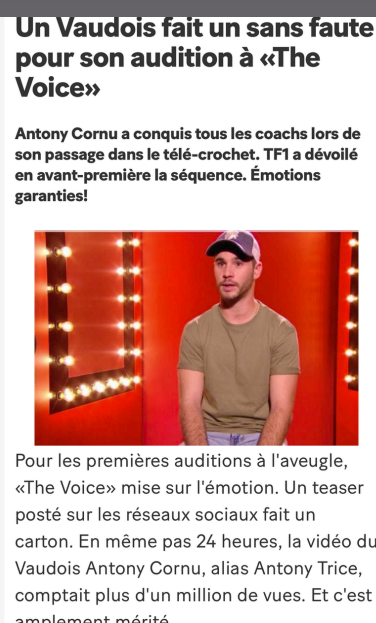 Un Vaudois fait un sans faute
pour son audition à «The
Voice»
Antony Cornu a conquis tous les coachs lors de
son passage dans le télé-crochet. TF1 a dévoilé
en avant-première la séquence. Émotions
garanties!
Pour les premières auditions à l'aveugle,
«The Voice» mise sur l'émotion. Un teaser
posté sur les réseaux sociaux fait un
carton. En même pas 24 heures, la vidéo du
Vaudois Antony Cornu, alias Antony Trice,
comptait plus d'un million de vues. Et c'est
amplement mérité